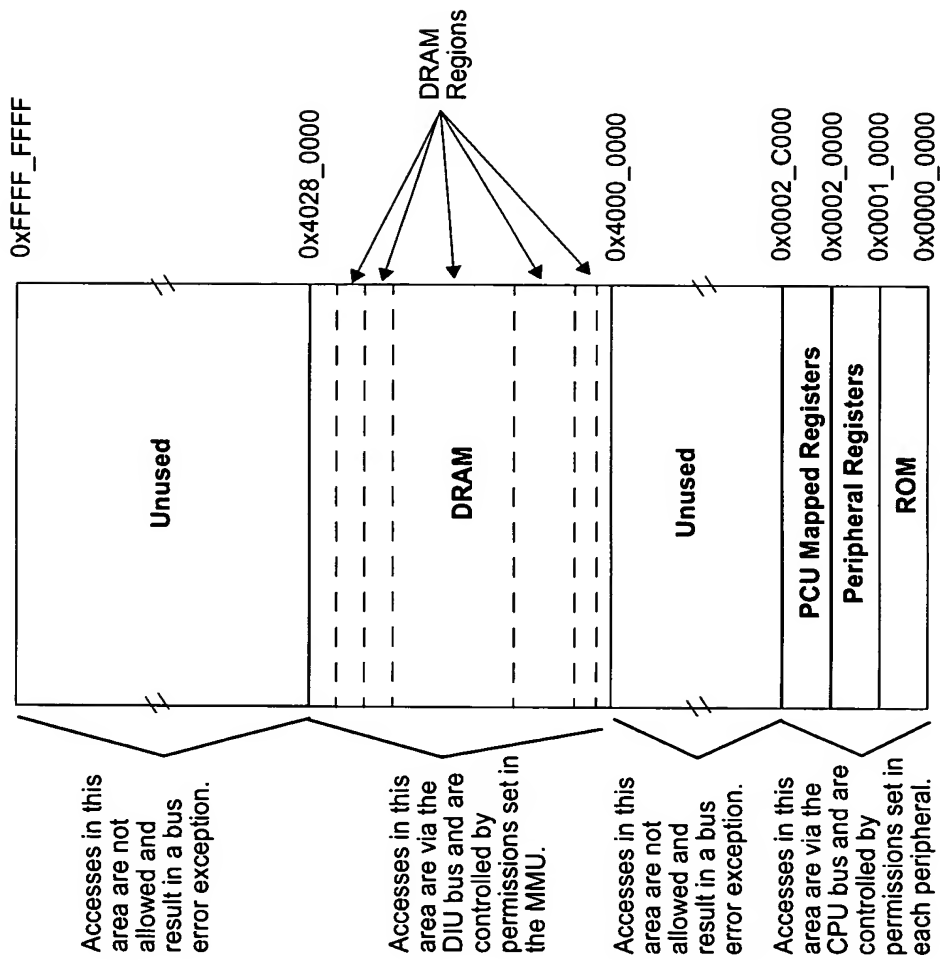 0xFFFF_FFFF
Unused
Accesses in this
area are not
allowed and
result in a bus
error exception.
0x4028_0000
DRAM
Regions
DRAM
Accesses in this
area are via the
DIU bus and are
controlled by
permissions set in
the MMU.
0x4000_0000
Unused
Accesses in this
area are not
allowed and
result in a bus
error exception.
0x0002_C000
PCU Mapped Registers
0x0002_0000
Peripheral Registers
0x0001_0000
ROM
0x0000_0000
Accesses in this
area are via the
CPU bus and are
controlled by
permissions set in
each peripheral.